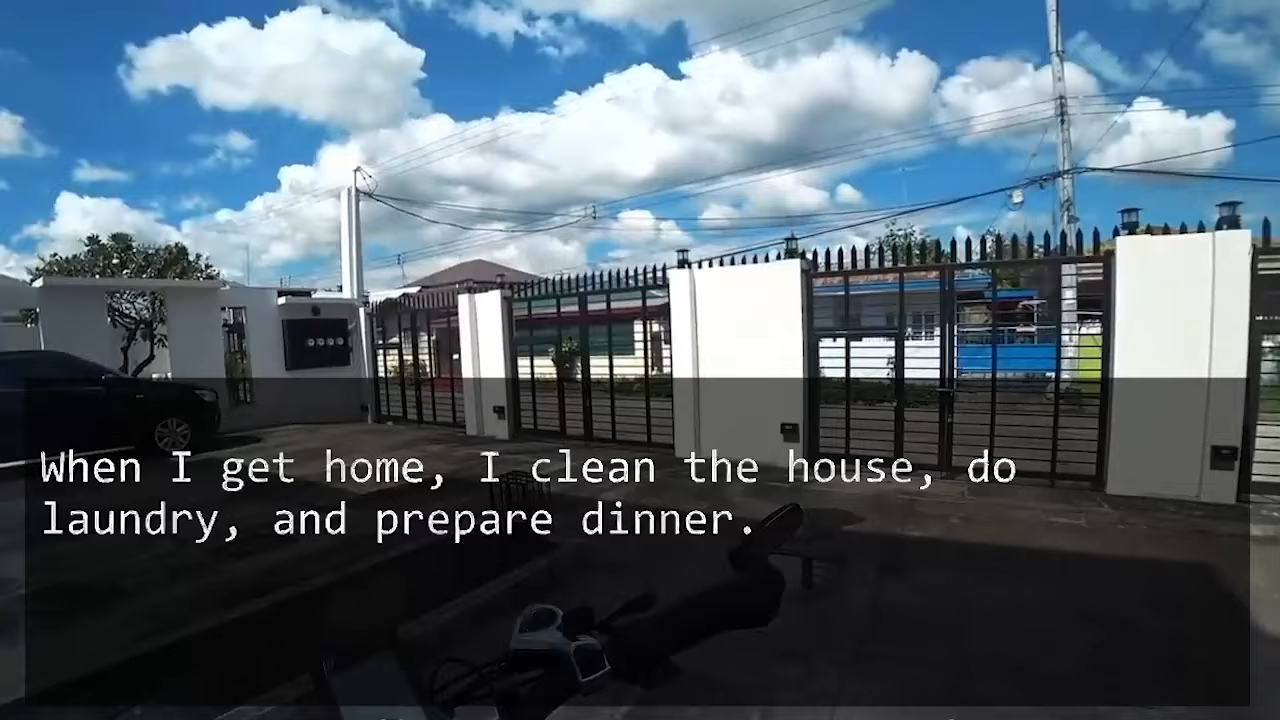 When I get home, I clean the house, do
laundry, and prepare dinner.